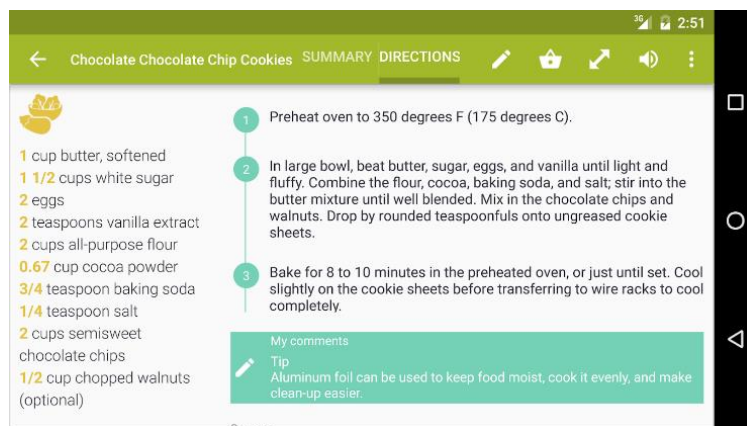 3G 2:51
Chocolate Chocolate Chip Cookies SUMMARY DIRECTIONS
1 cup butter, softened
1 1/2 cups white sugar
2 eggs
2 teaspoons vanilla extract
2 cups all-purpose flour
0.67 cup cocoa powder
3/4 teaspoon baking soda
1/4 teaspoon salt
2 cups semisweet
chocolate chips
1/2 cup chopped walnuts
(optional)
1 Preheat oven to 350 degrees F (175 degrees C).
2 In large bowl, beat butter, sugar, eggs, and vanilla until light and
fluffy. Combine the flour, cocoa, baking soda, and salt; stir into the
butter mixture until well blended. Mix in the chocolate chips and
walnuts. Drop by rounded teaspoonfuls onto ungreased cookie
sheets.
3 Bake for 8 to 10 minutes in the preheated oven, or just until set. Cool
slightly on the cookie sheets before transferring to wire racks to cool
completely.
My comments
Tip
Aluminum foil can be used to keep food moist, cook it evenly, and make
clean-up easier.